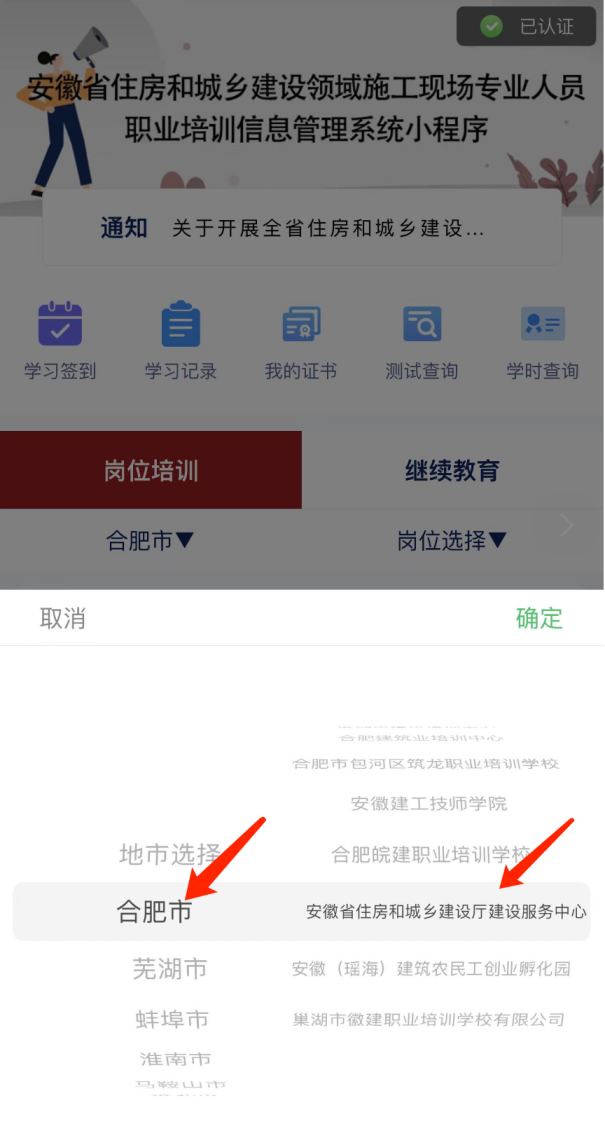 已认证
安徽省住房和城乡建设领域施工现场专业人员
职业培训信息管理系统小程序
通知 关于开展全省住房和城乡建设...
学习签到 学习记录 我的证书 测试查询 学时查询
岗位培训 继续教育
合肥市▼ 岗位选择▼
取消 确定
合肥建筑业培训中心
合肥市包河区筑龙职业培训学校
安徽建工技师学院
地市选择 合肥皖建职业培训学校
合肥市 安徽省住房和城乡建设厅建设服务中心
芜湖市 安徽（瑶海）建筑农民工创业孵化园
蚌埠市 巢湖市徽建职业培训学校有限公司
淮南市
马鞍山市